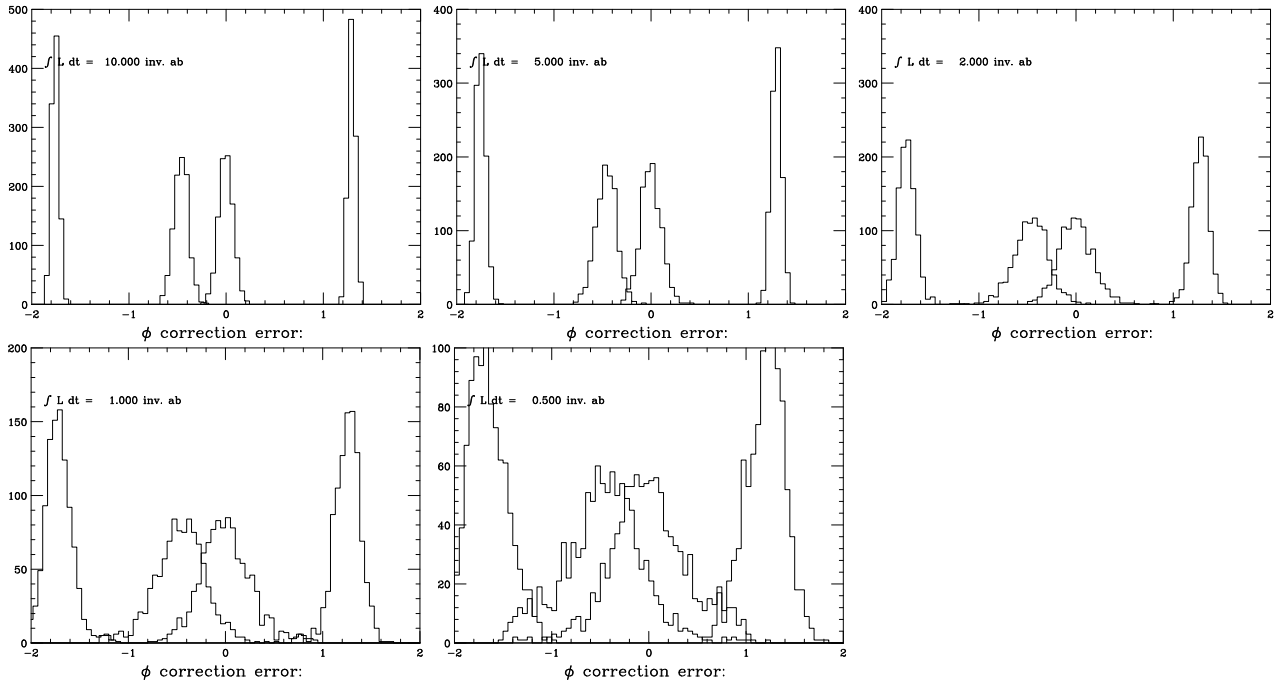 500
400
300
200
100
0
∫ L dt = 10.000 inv. ab
-2 -1 0 1 2
ϕ correction error:
400
300
200
100
0
∫ L dt = 5.000 inv. ab
-2 -1 0 1 2
ϕ correction error:
400
300
200
100
0
∫ L dt = 2.000 inv. ab
-2 -1 0 1 2
ϕ correction error:
200
150
100
50
0
∫ L dt = 1.000 inv. ab
-2 -1 0 1 2
ϕ correction error:
100
80
60
40
20
0
∫ L dt = 0.500 inv. ab
-2 -1 0 1 2
ϕ correction error: